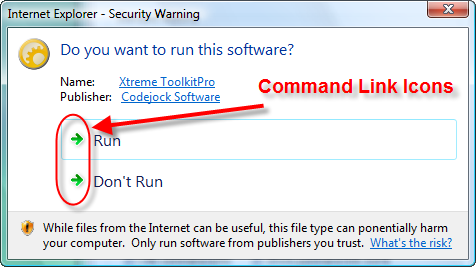 Internet Explorer - Security Warning
Do you want to run this software?
Name: Xtreme ToolkitPro
Publisher: Codejock Software
Command Link Icons
Run
Don't Run
While files from the Internet can be useful, this file type can ponentially harm
your computer. Only run software from publishers you trust. What's the risk?